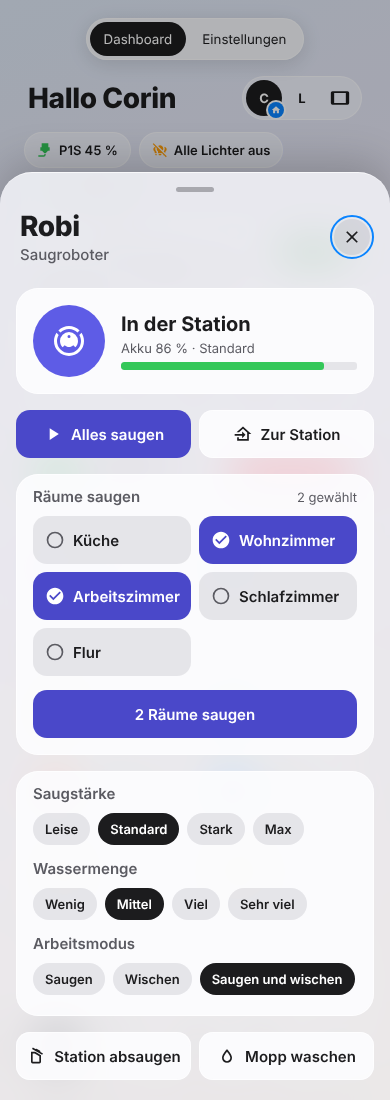 Dashboard Einstellungen
Hallo Corin
C L
P1S 45 % Alle Lichter aus
Robi
Saugroboter
In der Station
Akku 86 % · Standard
Alles saugen Zur Station
Räume saugen 2 gewählt
Küche Wohnzimmer
Arbeitszimmer Schlafzimmer
Flur
2 Räume saugen
Saugstärke
Leise Standard Stark Max
Wassermenge
Wenig Mittel Viel Sehr viel
Arbeitsmodus
Saugen Wischen Saugen und wischen
Station absaugen Mopp waschen